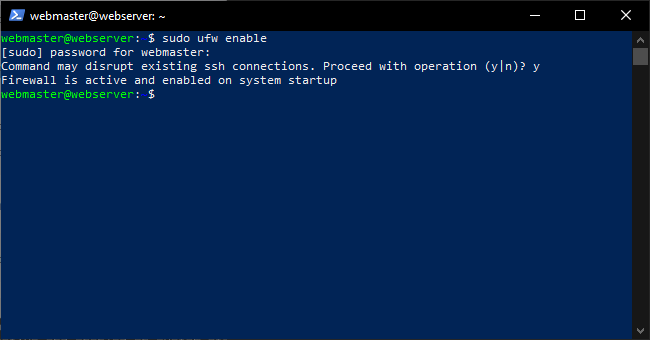 webmaster@webserver: ~
webmaster@webserver: $ sudo ufw enable
[sudo] password for webmaster:
Command may disrupt existing ssh connections. Proceed with operation (y|n)? y
Firewall is active and enabled on system startup
webmaster@webserver: $